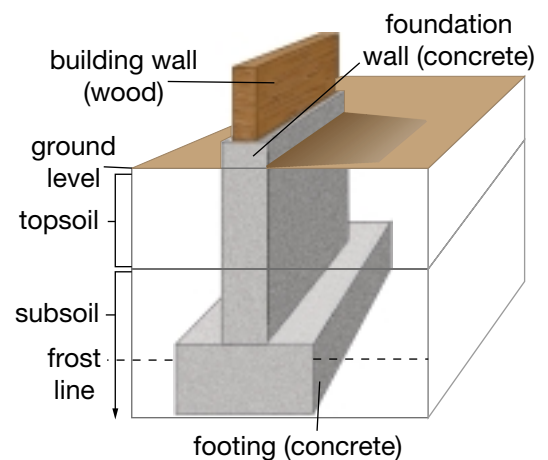 foundation
wall (concrete)
building wall
(wood)
ground
level
topsoil
subsoil
frost
line
footing (concrete)